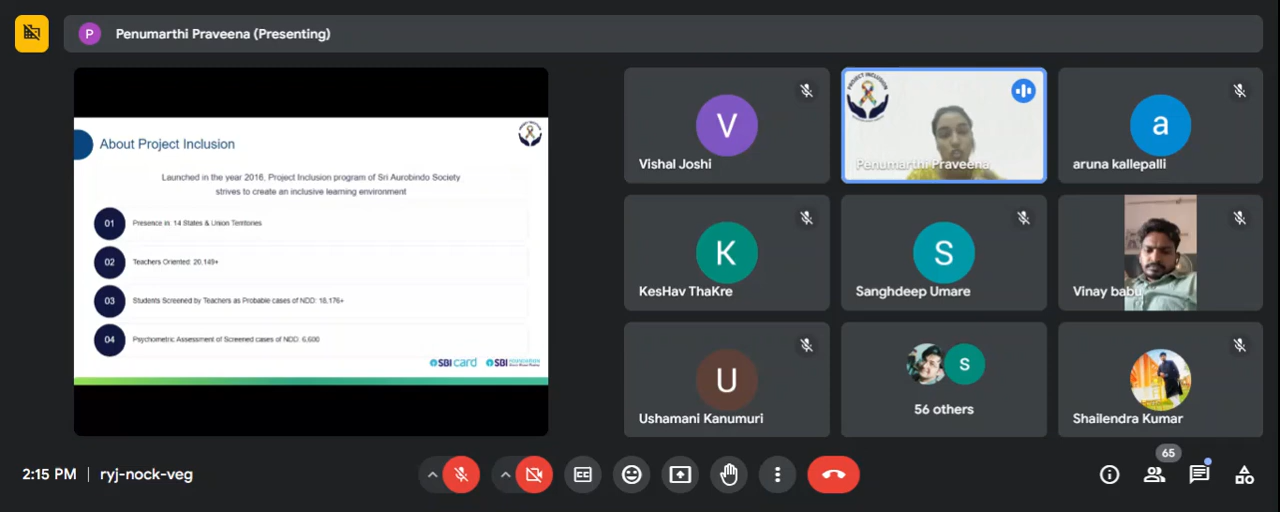 P Penumarthi Praveena (Presenting)
About Project Inclusion
Launched in the year 2016, Project Inclusion program of Sri Aurobindo Society
strives to create an inclusive learning environment
01 Presence in: 14 States & Union Territories
02 Teachers Oriented: 20,149+
03 Students Screened by Teachers as Probable cases of NDD: 18,176+
04 Psychometric Assessment of Screened cases of NDD: 6,600
SBI card SBI
V
Vishal Joshi
PROJECT INCLUSION
Penumarthi Praveena
a
aruna kallepalli
K
KesHav ThaKre
S
Sanghdeep Umare
Vinay babu
U
Ushamani Kanumuri
s
56 others
Shailendra Kumar
2:15 PM | ryj-nock-veg
CC
65